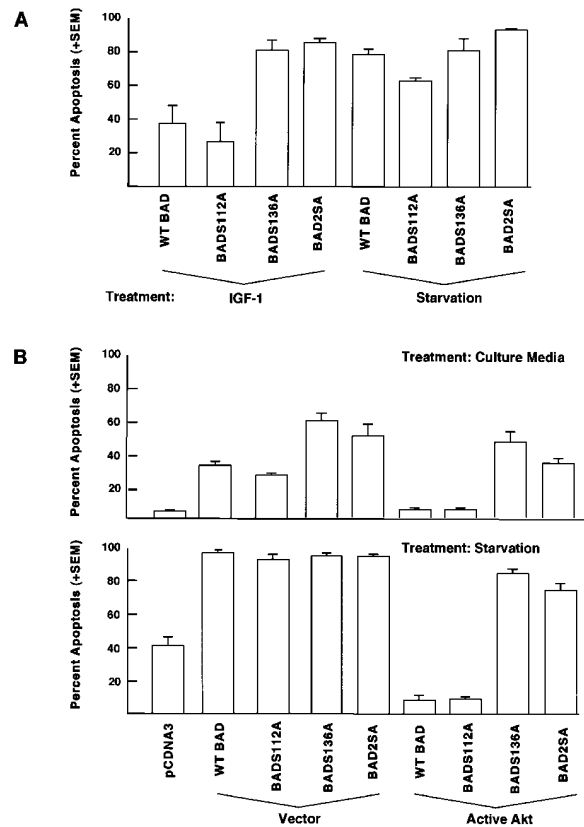 A
Percent Apoptosis (+SEM)
100
80
60
40
20
WT BAD
BADS112A
BADS136A
BAD2SA
WT BAD
BADS112A
BADS136A
BAD2SA
Treatment:
IGF-1
Starvation
B
Percent Apoptosis (+SEM)
100
80
60
40
20
Treatment: Culture Media
Percent Apoptosis (+SEM)
100
80
60
40
20
Treatment: Starvation
pCDNA3
WT BAD
BADS112A
BADS136A
BAD2SA
WT BAD
BADS112A
BADS136A
BAD2SA
Vector
Active Akt